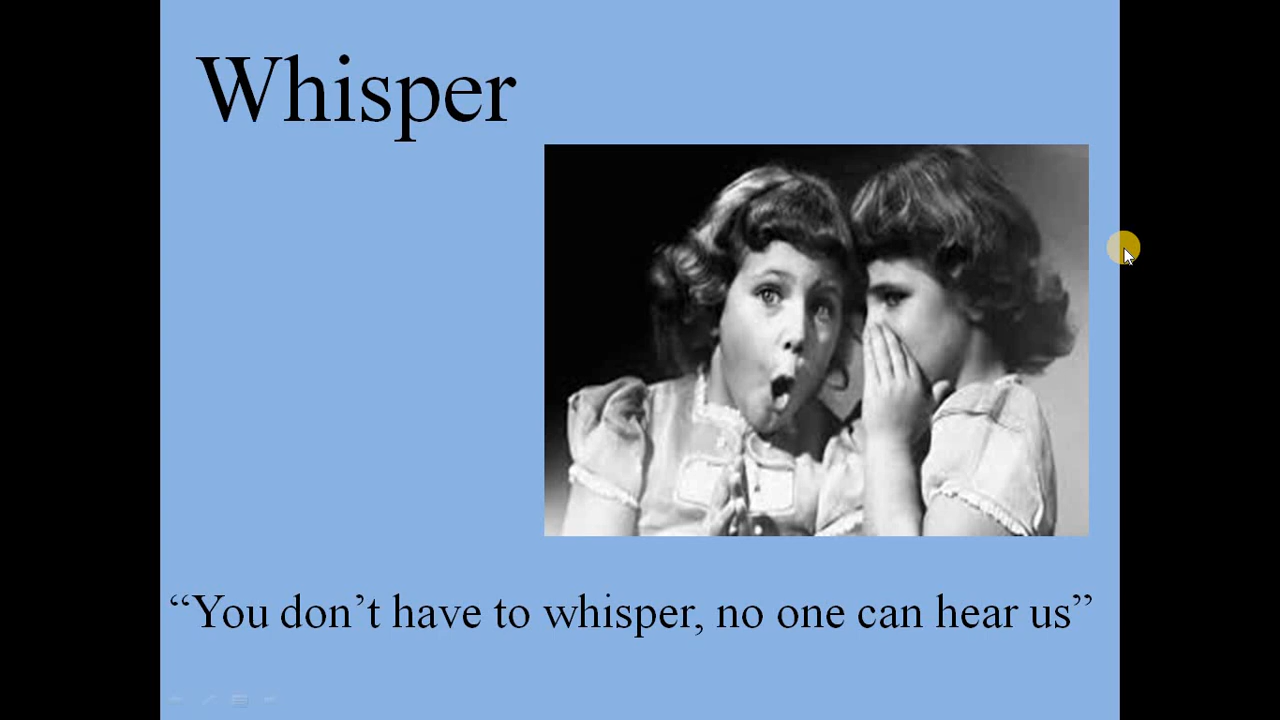 Whisper
“You don’t have to whisper, no one can hear us”